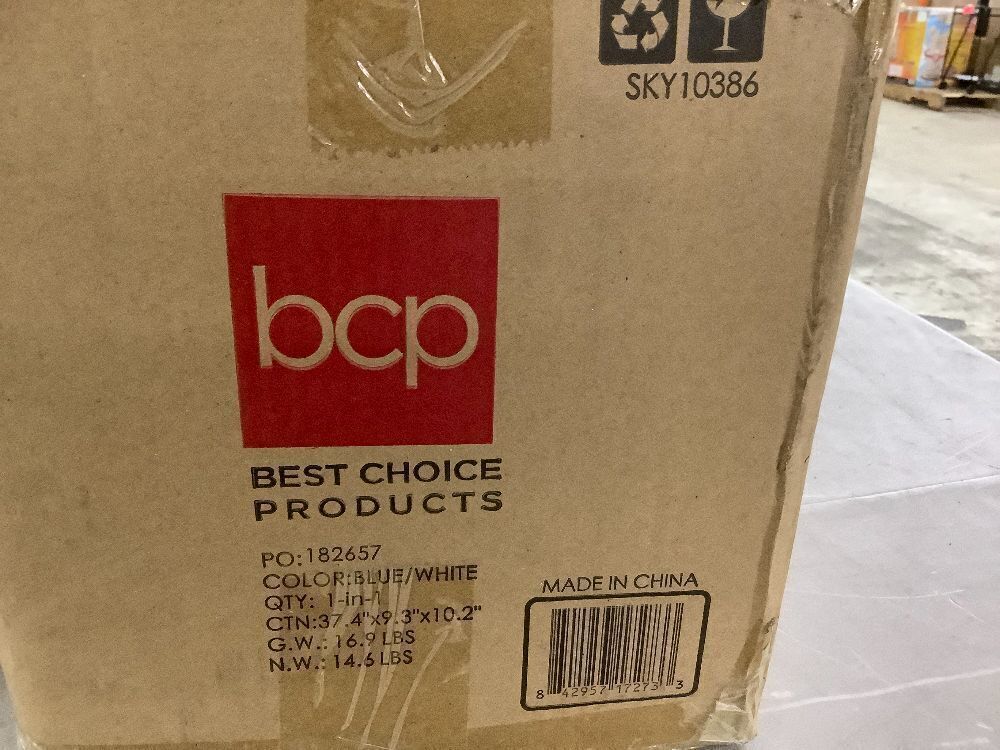 SKY10386
bcp
BEST CHOICE
PRODUCTS
PO:182657
COLOR:BLUE/WHITE
QTY: 1-in-1
CTN:37.4"x9.3"x10.2"
G.W.: 16.9 LBS
N.W.: 14.6 LBS
MADE IN CHINA
8 42957 17273 3